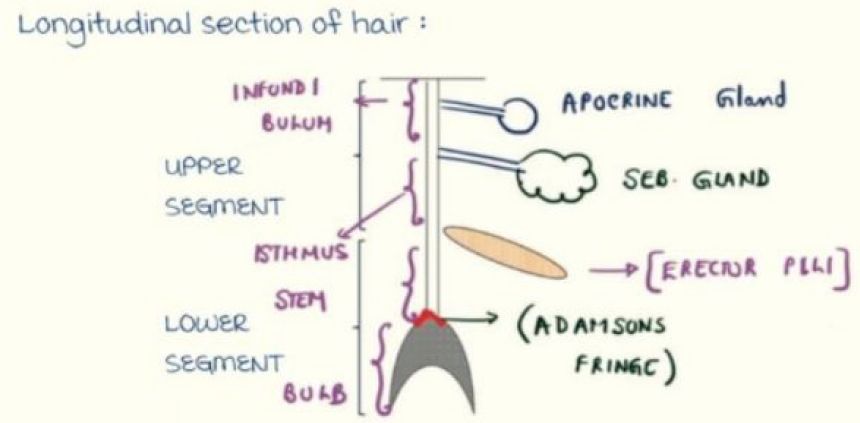 Longitudinal section of hair :
INFUNDI
BULUM
APOCRINE Gland
UPPER
SEGMENT
SEB. GLAND
ISTHMUS
[ERECTOR PILI]
STEM
LOWER
SEGMENT
(ADAMSONS
FRINGE)
BULB